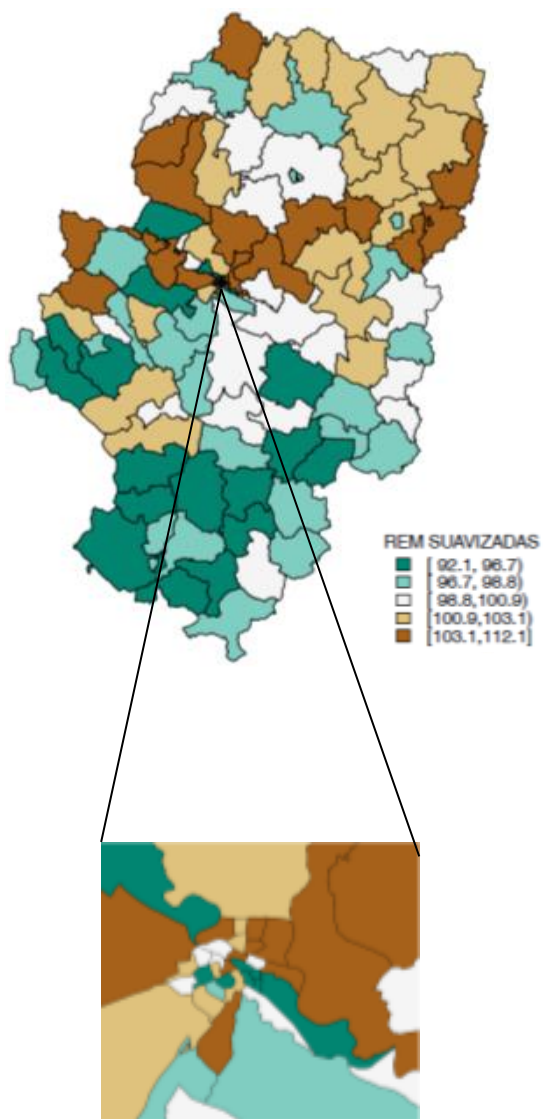 REM SUAVIZADAS
[ 92.1, 96.7)
[ 96.7, 98.8)
[ 98.8,100.9)
[100.9,103.1)
[103.1,112.1]